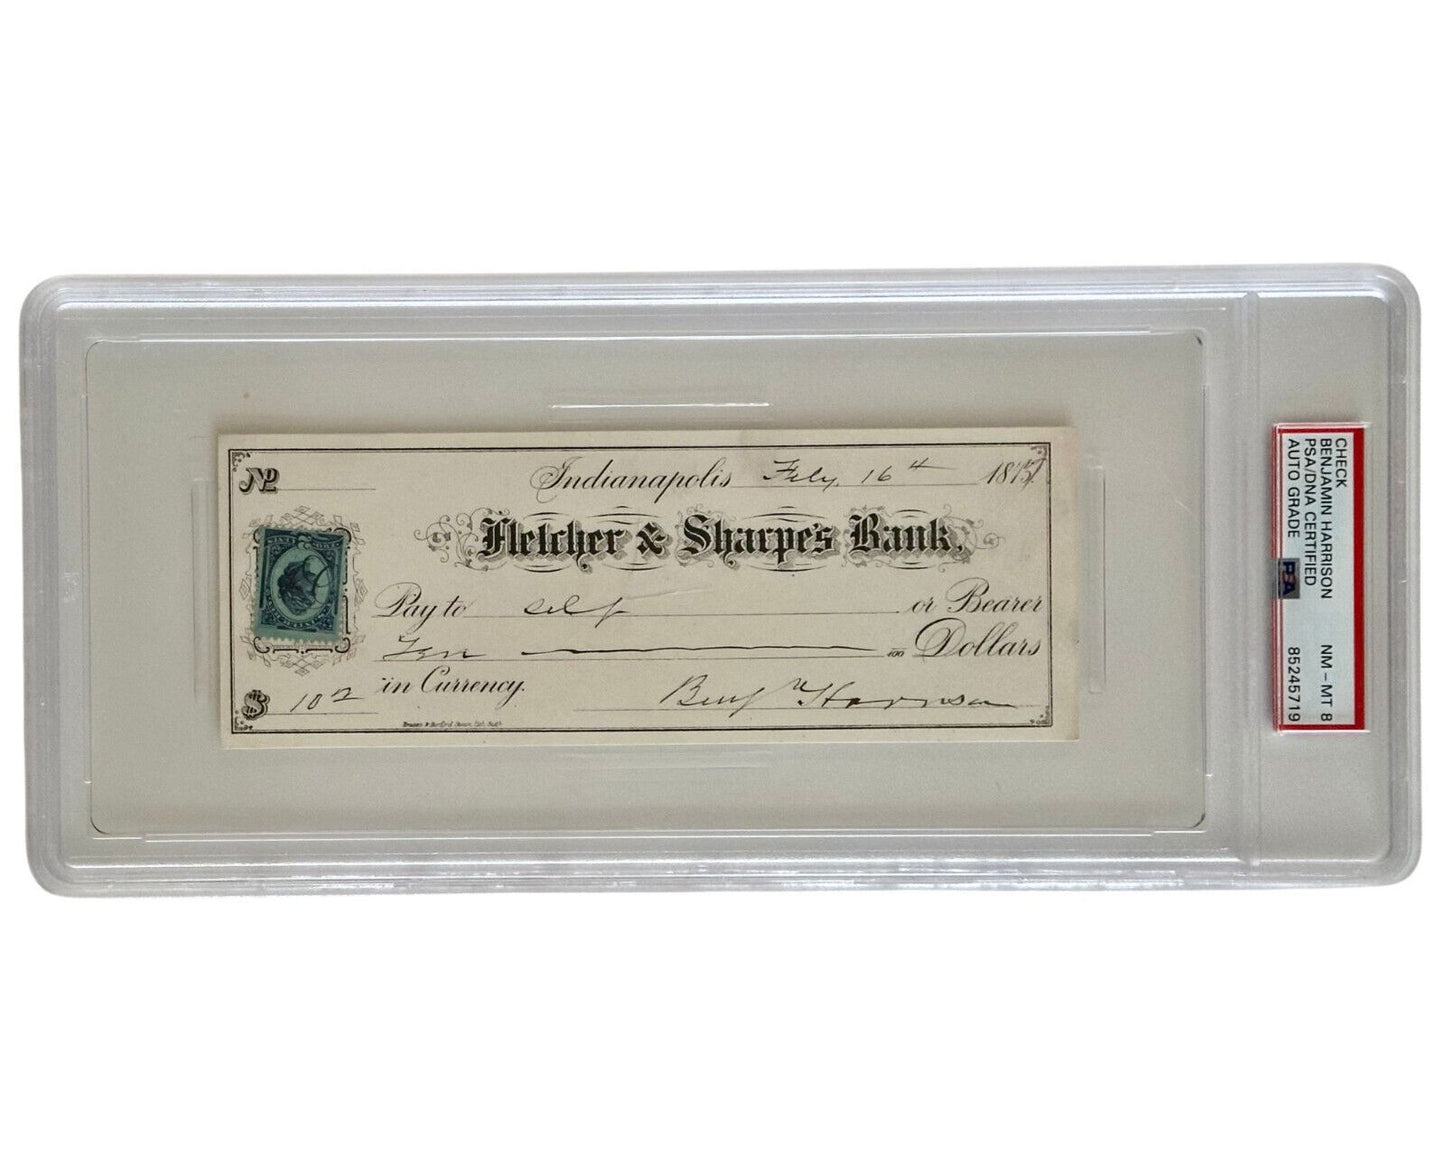 No
Indianapolis Feby. 16th 187
Fletcher & Sharpe's Bank.
Pay to self or Bearer
Ten /100 Dollars
$ 10 in Currency.
Benj Harrison
CHECK
BENJAMIN HARRISON NM-MT 8
PSA/DNA CERTIFIED
AUTO GRADE 85245719
PSA